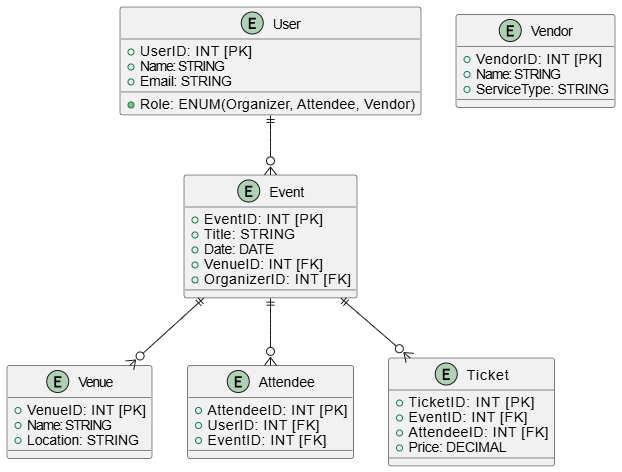 E User
UserID: INT [PK]
Name: STRING
Email: STRING
Role: ENUM(Organizer, Attendee, Vendor)
E Vendor
VendorID: INT [PK]
Name: STRING
ServiceType: STRING
E Event
EventID: INT [PK]
Title: STRING
Date: DATE
VenueID: INT [FK]
OrganizerID: INT [FK]
E Venue
VenueID: INT [PK]
Name: STRING
Location: STRING
E Attendee
AttendeeID: INT [PK]
UserID: INT [FK]
EventID: INT [FK]
E Ticket
TicketID: INT [PK]
EventID: INT [FK]
AttendeeID: INT [FK]
Price: DECIMAL